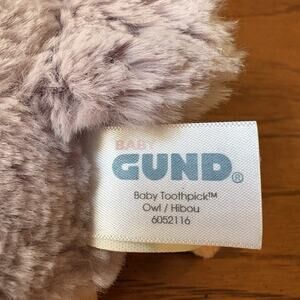 BABY
GUND®
Baby Toothpick™
Owl / Hibou
6052116